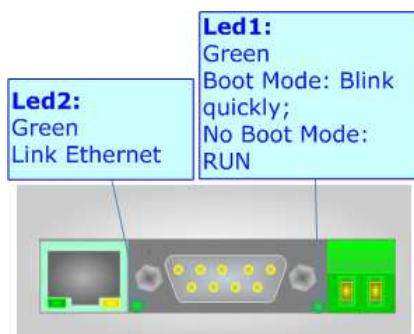 Led1:
Green
Boot Mode: Blink
quickly;
No Boot Mode:
RUN
Led2:
Green
Link Ethernet